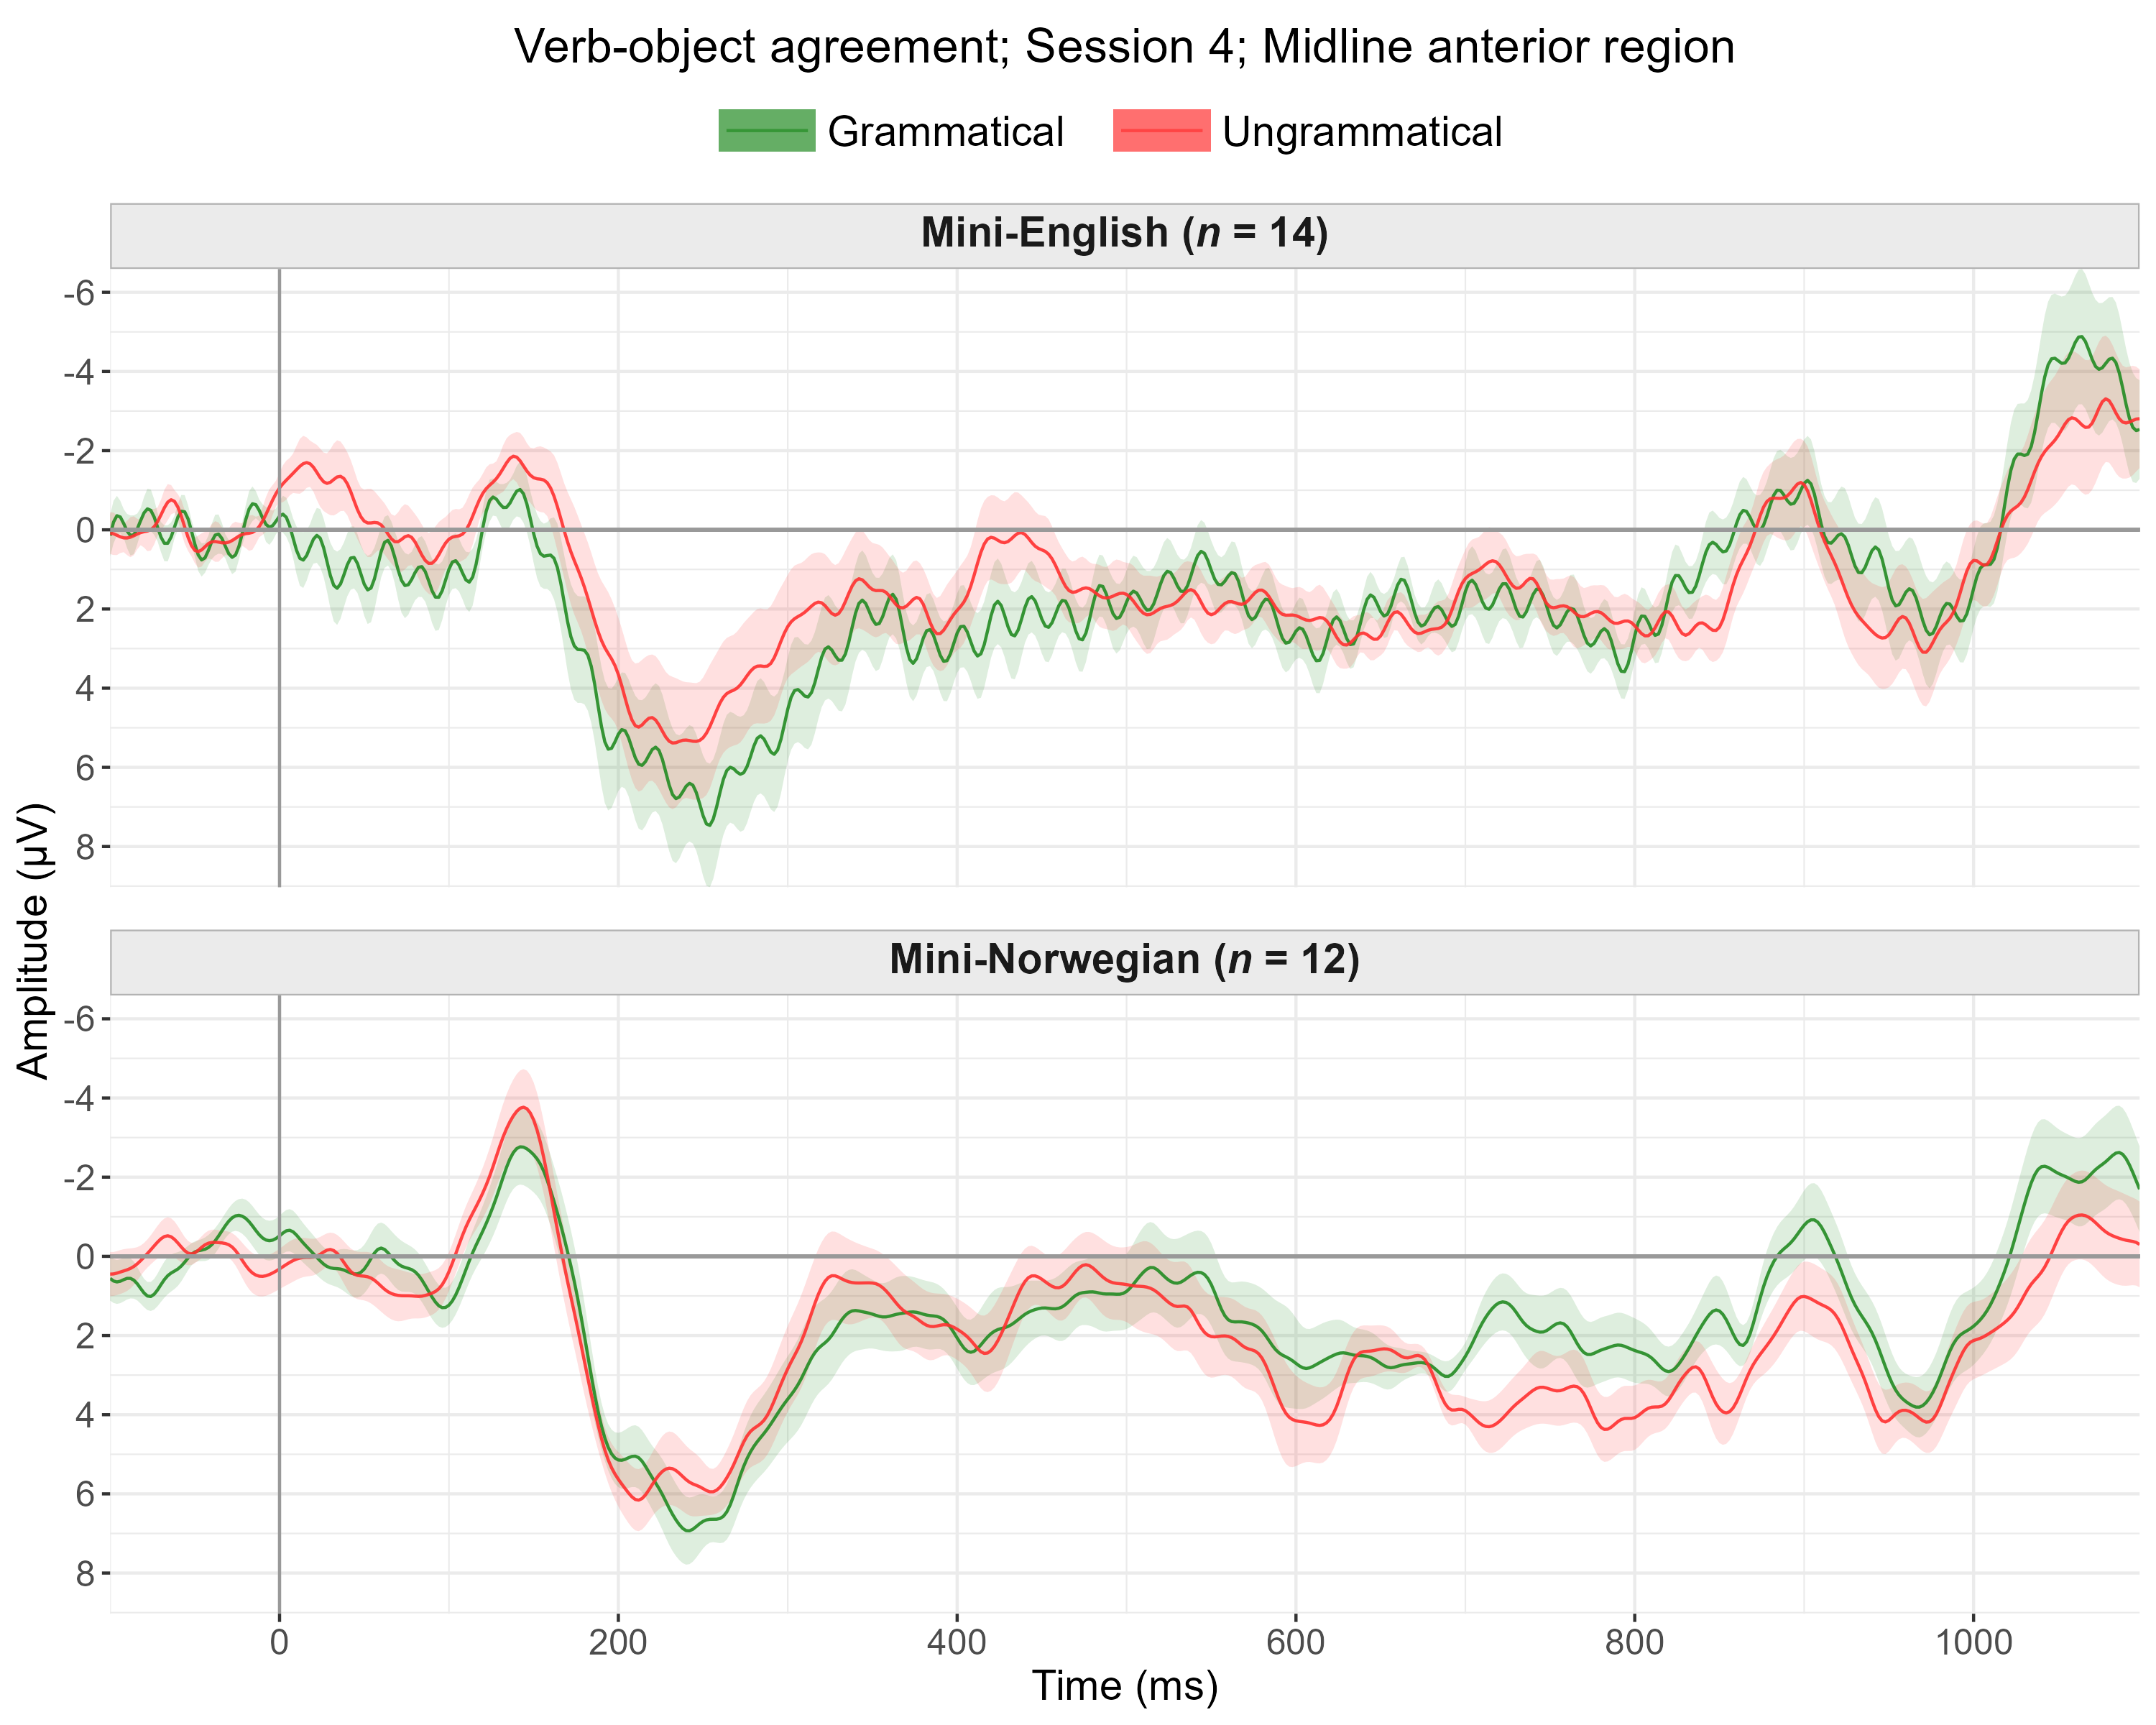 Verb-object agreement; Session 4; Midline anterior region
Grammatical Ungrammatical
Mini-English (n = 14)
-6
-4
-2
0
2
4
6
8
Amplitude (µV)
Mini-Norwegian (n = 12)
-6
-4
-2
0
2
4
6
8
0 200 400 600 800 1000
Time (ms)